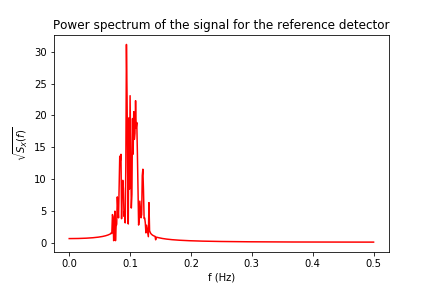 Power spectrum of the signal for the reference detector
√Sₓ(f)
30
25
20
15
10
5
0
0.0 0.1 0.2 0.3 0.4 0.5
f (Hz)